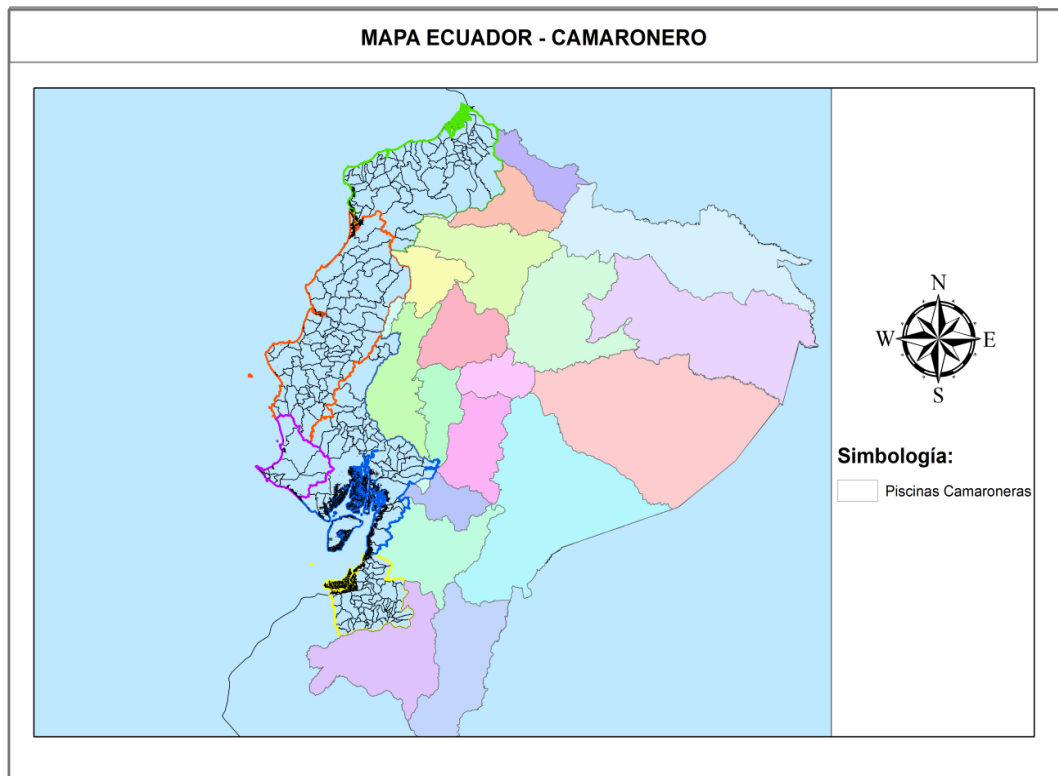 MAPA ECUADOR - CAMARONERO
N
W E
S
Simbología:
Piscinas Camaroneras